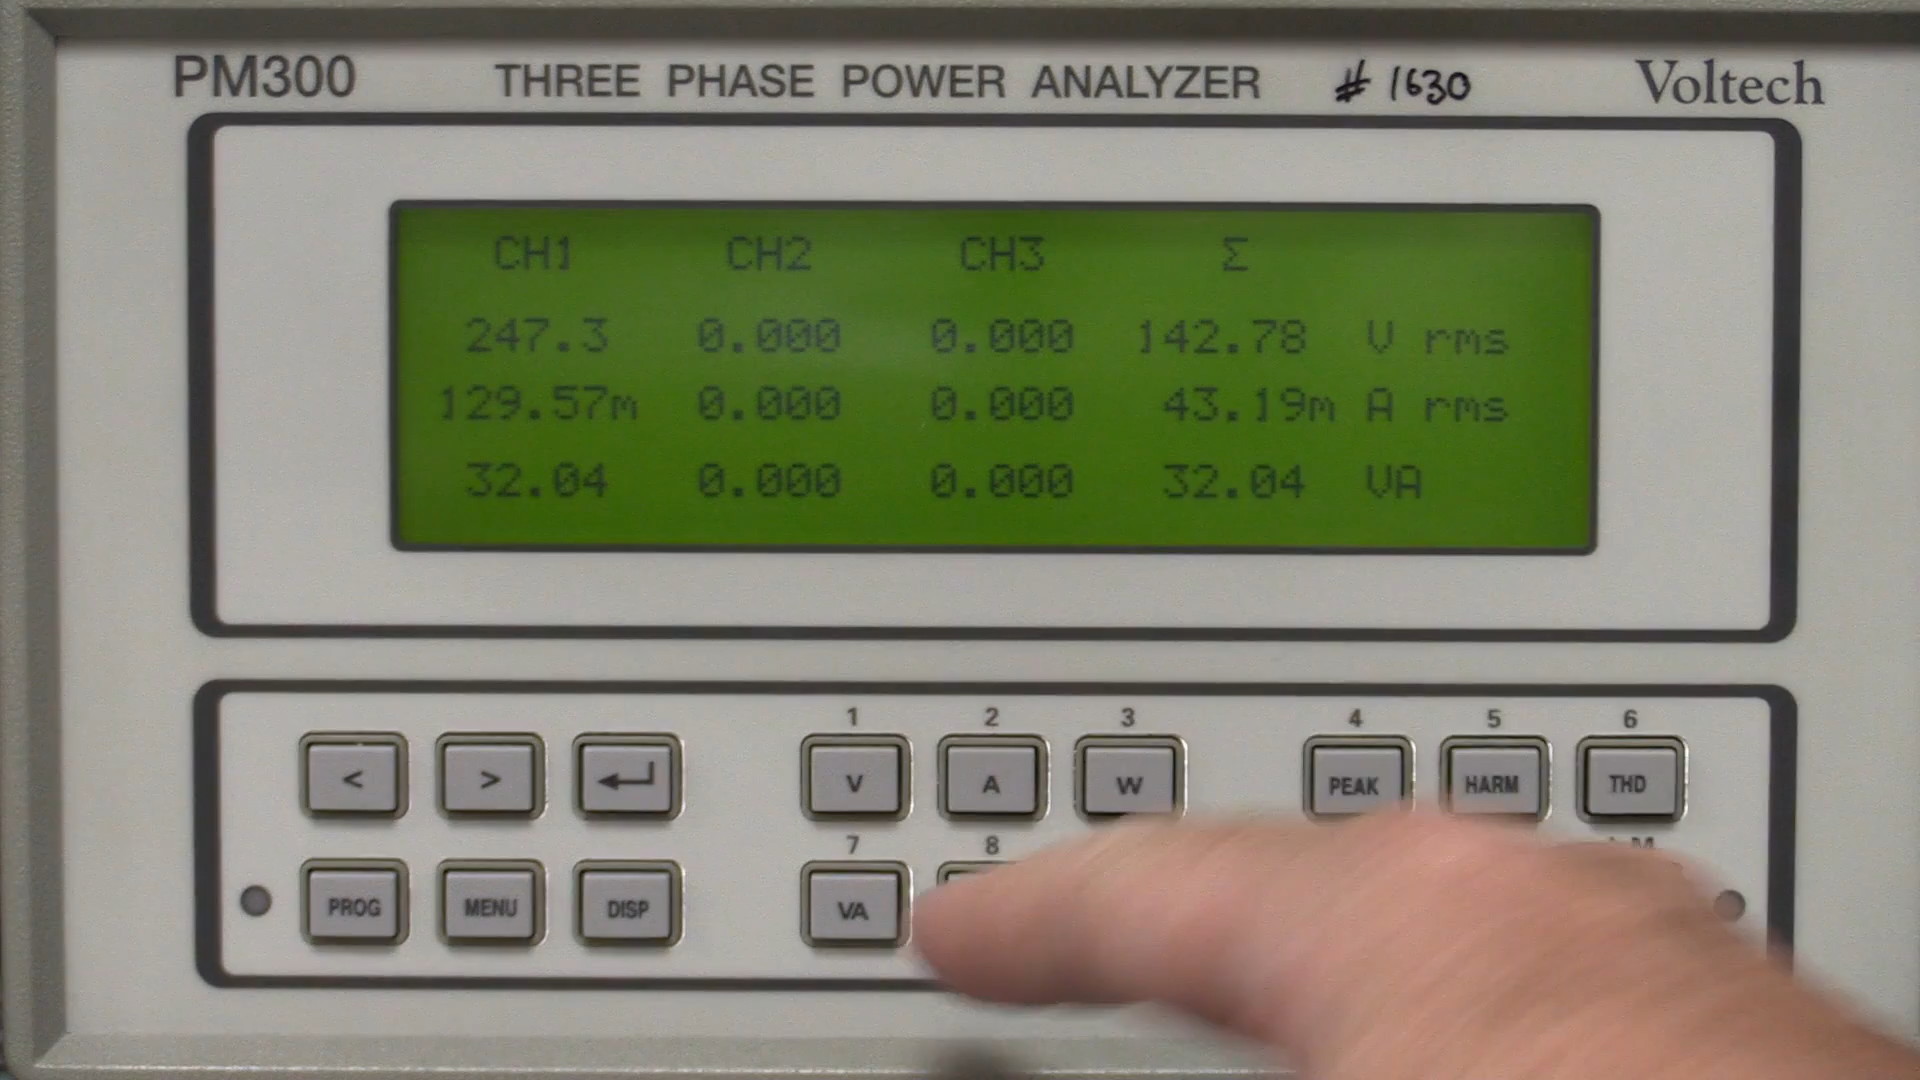 PM300 THREE PHASE POWER ANALYZER # 1630 Voltech
CH1 CH2 CH3 Σ
247.3 0.000 0.000 142.78 V rms
129.57m 0.000 0.000 43.19m A rms
32.04 0.000 0.000 32.04 VA
1 2 3 4 5 6
< > V A W PEAK HARM THD
7 8
PROG MENU DISP VA